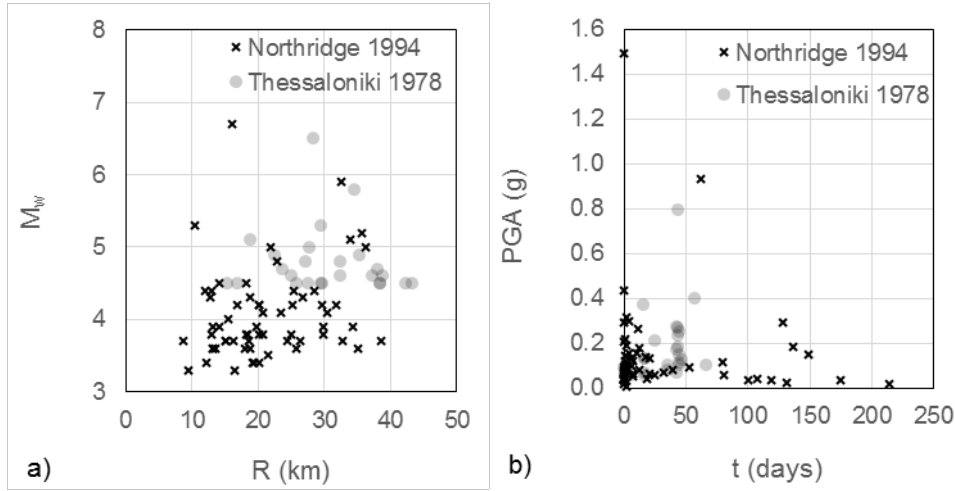 8
7
6
5
4
3
0
10
20
30
40
50
M_w
R (km)
× Northridge 1994
Thessaloniki 1978
a)
1.6
1.4
1.2
1.0
0.8
0.6
0.4
0.2
0.0
0
50
100
150
200
250
PGA (g)
t (days)
× Northridge 1994
Thessaloniki 1978
b)